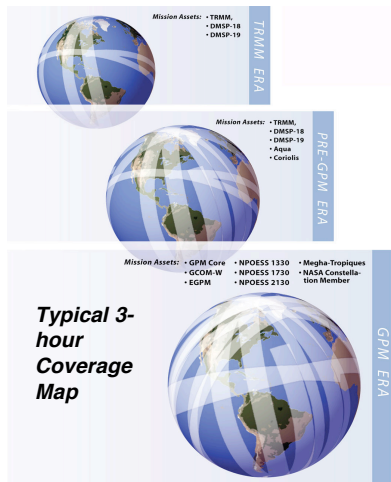 Mission Assets: • TRMM,
• DMSP-18
• DMSP-19
TRMM ERA
Mission Assets: • TRMM,
• DMSP-18
• DMSP-19
• Aqua
• Coriolis
PRE-GPM ERA
Mission Assets: • GPM Core • NPOESS 1330 • Megha-Tropiques
• GCOM-W • NPOESS 1730 • NASA Constella-
• EGPM • NPOESS 2130 tion Member
Typical 3-
hour
Coverage
Map
GPM ERA